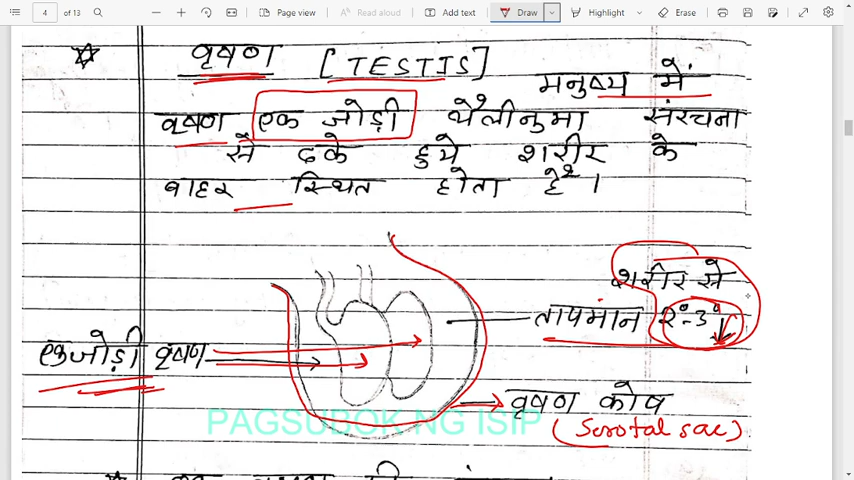 4 of 13
Page view
Read aloud
Add text
Draw
Highlight
Erase
वृषण [TESTIS]
मनुष्य में
वृषण एक जोड़ी थैलीनुमा संरचना
से ढके हुये शरीर के
बाहर स्थित होता है।
शरीर से
तापमान 2°-3° ↓
एकजोड़ी वृषण
वृषण कोष
PAGSUBOK NG ISIP
(Scrotal sac)